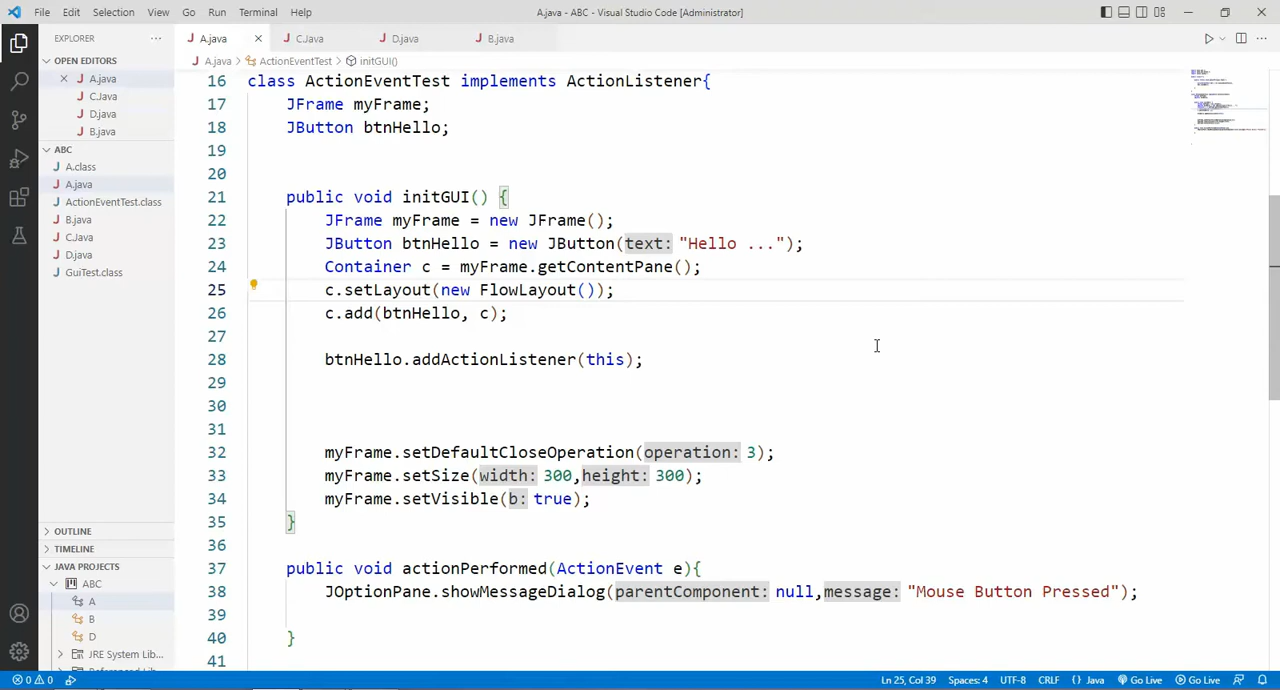 File Edit Selection View Go Run Terminal Help A.java - ABC - Visual Studio Code [Administrator]
EXPLORER ...
OPEN EDITORS
A.java
C.java
D.java
B.java
ABC
A.class
A.java
ActionEventTest.class
B.java
C.java
D.java
GuiTest.class
OUTLINE
TIMELINE
JAVA PROJECTS
ABC
A
B
D
JRE System Lib...
A.java C.java D.java B.java
A.java > ActionEventTest > initGUI()
16 class ActionEventTest implements ActionListener{
17 JFrame myFrame;
18 JButton btnHello;
19
20
21 public void initGUI() {
22 JFrame myFrame = new JFrame();
23 JButton btnHello = new JButton(text: "Hello ...");
24 Container c = myFrame.getContentPane();
25 c.setLayout(new FlowLayout());
26 c.add(btnHello, c);
27
28 btnHello.addActionListener(this);
29
30
31
32 myFrame.setDefaultCloseOperation(operation: 3);
33 myFrame.setSize(width: 300,height: 300);
34 myFrame.setVisible(b: true);
35 }
36
37 public void actionPerformed(ActionEvent e){
38 JOptionPane.showMessageDialog(parentComponent: null,message: "Mouse Button Pressed");
39
40 }
41
0 0 Ln 25, Col 39 Spaces: 4 UTF-8 CRLF {} Java Go Live Go Live